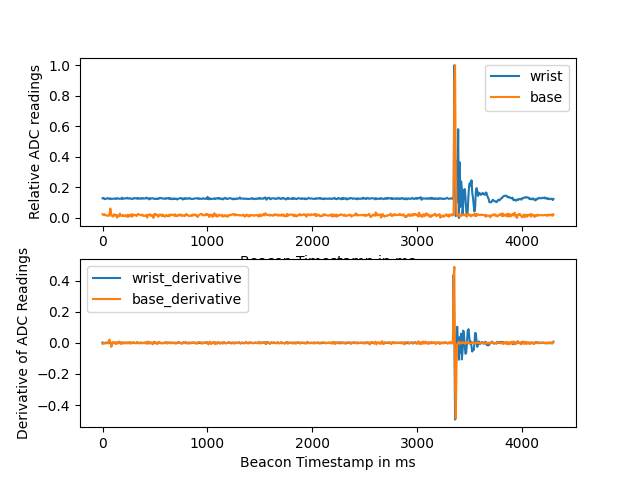 Relative ADC readings
1.0
0.8
0.6
0.4
0.2
0.0
wrist
base
0
1000
2000
3000
4000
Beacon Timestamp in ms
Derivative of ADC Readings
0.4
0.2
0.0
−0.2
−0.4
wrist_derivative
base_derivative
0
1000
2000
3000
4000
Beacon Timestamp in ms